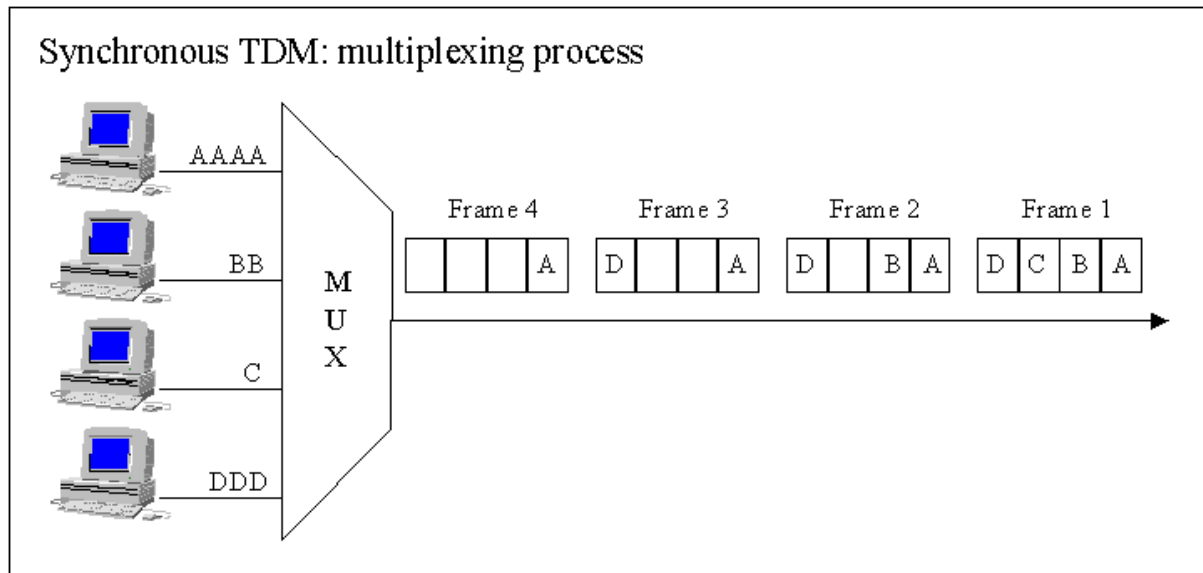 Synchronous TDM: multiplexing process
AAAA
BB
C
DDD
M
U
X
Frame 4 Frame 3 Frame 2 Frame 1
A D A D B A D C B A